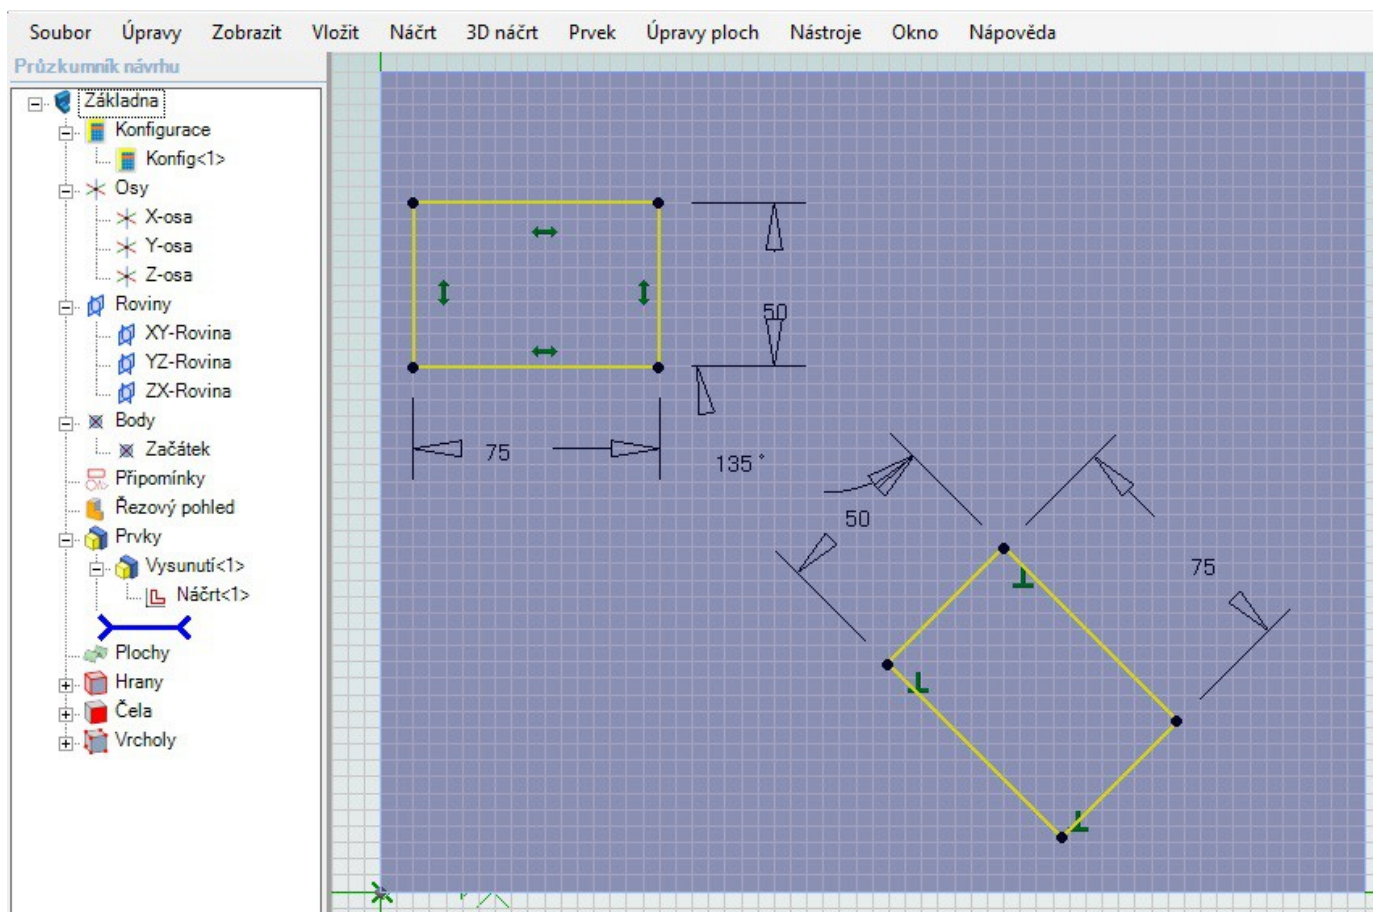 Soubor Úpravy Zobrazit Vložit Náčrt 3D náčrt Prvek Úpravy ploch Nástroje Okno Nápověda
Průzkumník návrhu
Základna
Konfigurace
Konfig<1>
Osy
X-osa
Y-osa
Z-osa
Roviny
XY-Rovina
YZ-Rovina
ZX-Rovina
Body
Začátek
Připomínky
Řezový pohled
Prvky
Vysunutí<1>
Náčrt<1>
Plochy
Hrany
Čela
Vrcholy
50
75
135°
50
75